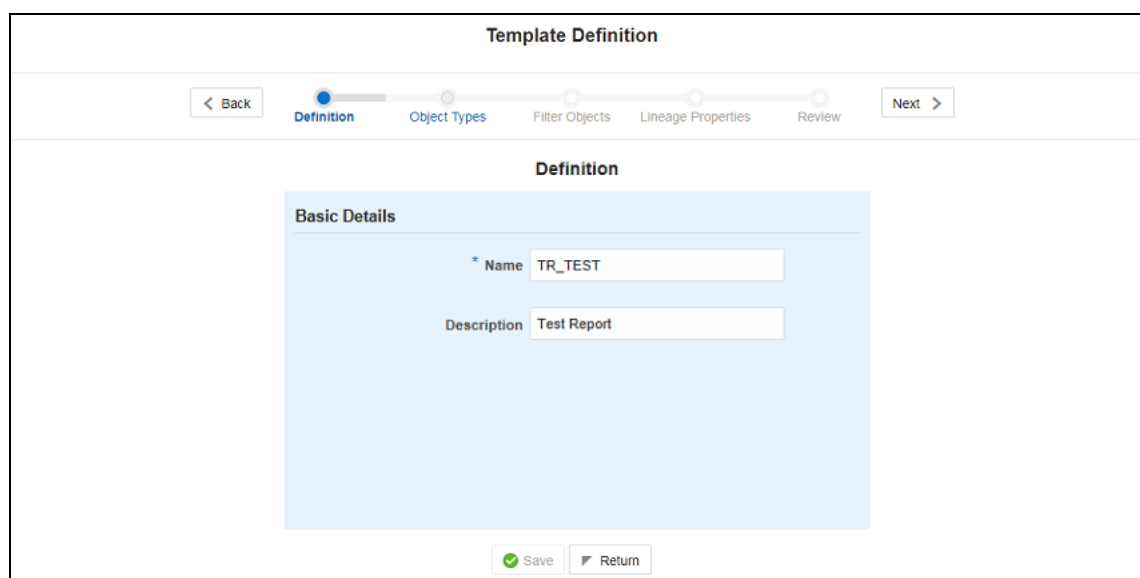 Template Definition
Back
Definition
Object Types
Filter Objects
Lineage Properties
Review
Next
Definition
Basic Details
* Name TR_TEST
Description Test Report
Save
Return